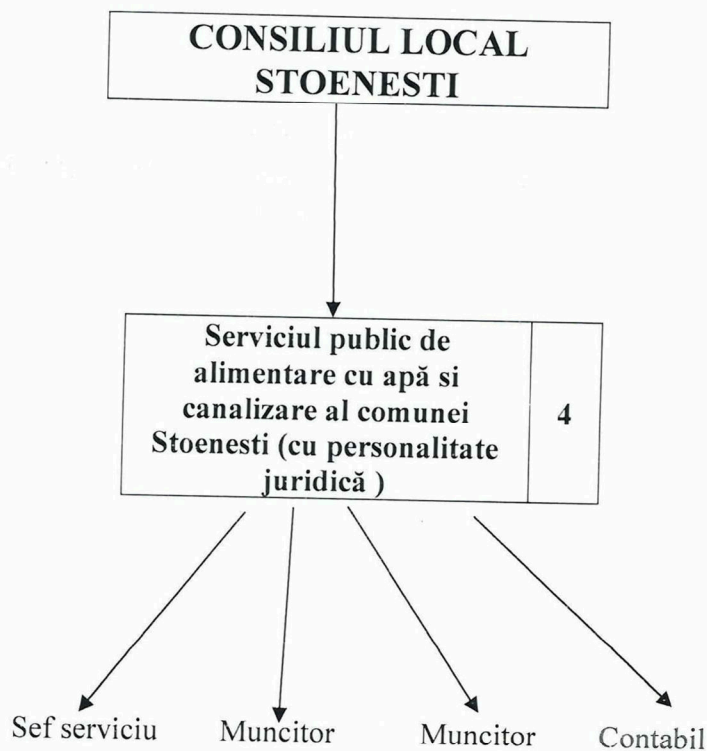 CONSILIUL LOCAL
STOENESTI
Serviciul public de
alimentare cu apă si
canalizare al comunei
Stoenesti (cu personalitate
juridică )
4
Sef serviciu
Muncitor
Muncitor
Contabil